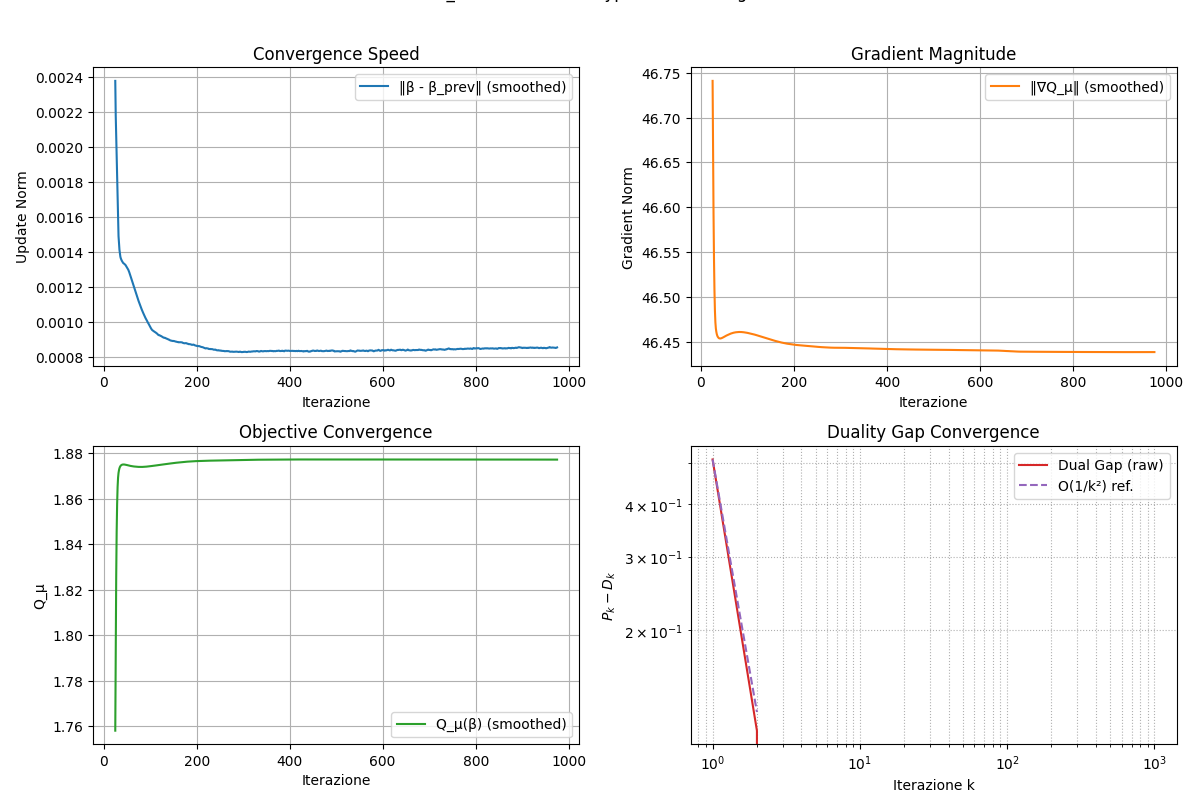 Convergence Speed
0.0024
0.0022
0.0020
0.0018
0.0016
0.0014
0.0012
0.0010
0.0008
Update Norm
‖β - β_prev‖ (smoothed)
0 200 400 600 800 1000
Iterazione
Gradient Magnitude
46.75
46.70
46.65
46.60
46.55
46.50
46.45
Gradient Norm
‖∇Q_μ‖ (smoothed)
0 200 400 600 800 1000
Iterazione
Objective Convergence
1.88
1.86
1.84
1.82
1.80
1.78
1.76
Q_μ
Q_μ(β) (smoothed)
0 200 400 600 800 1000
Iterazione
Duality Gap Convergence
4 × 10⁻¹
3 × 10⁻¹
2 × 10⁻¹
Pₖ − Dₖ
Dual Gap (raw)
O(1/k²) ref.
10⁰ 10¹ 10² 10³
Iterazione k